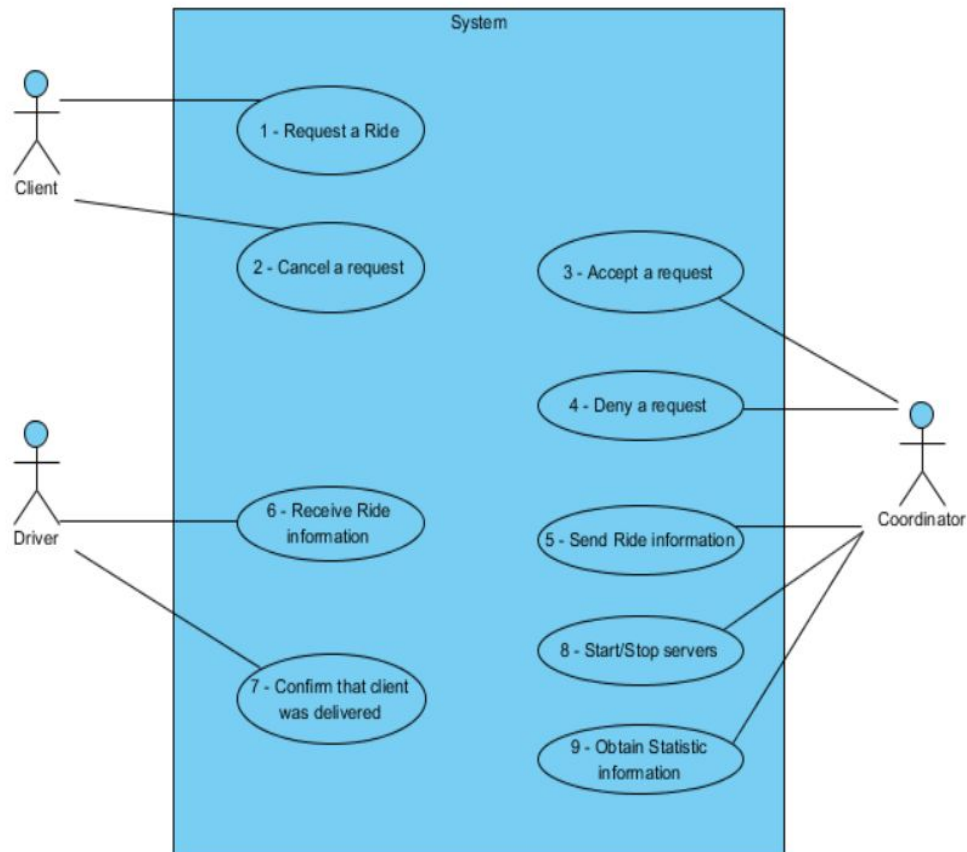 System
Client
1 - Request a Ride
2 - Cancel a request
3 - Accept a request
4 - Deny a request
Coordinator
Driver
6 - Receive Ride
information
5 - Send Ride information
8 - Start/Stop servers
7 - Confirm that client
was delivered
9 - Obtain Statistic
information